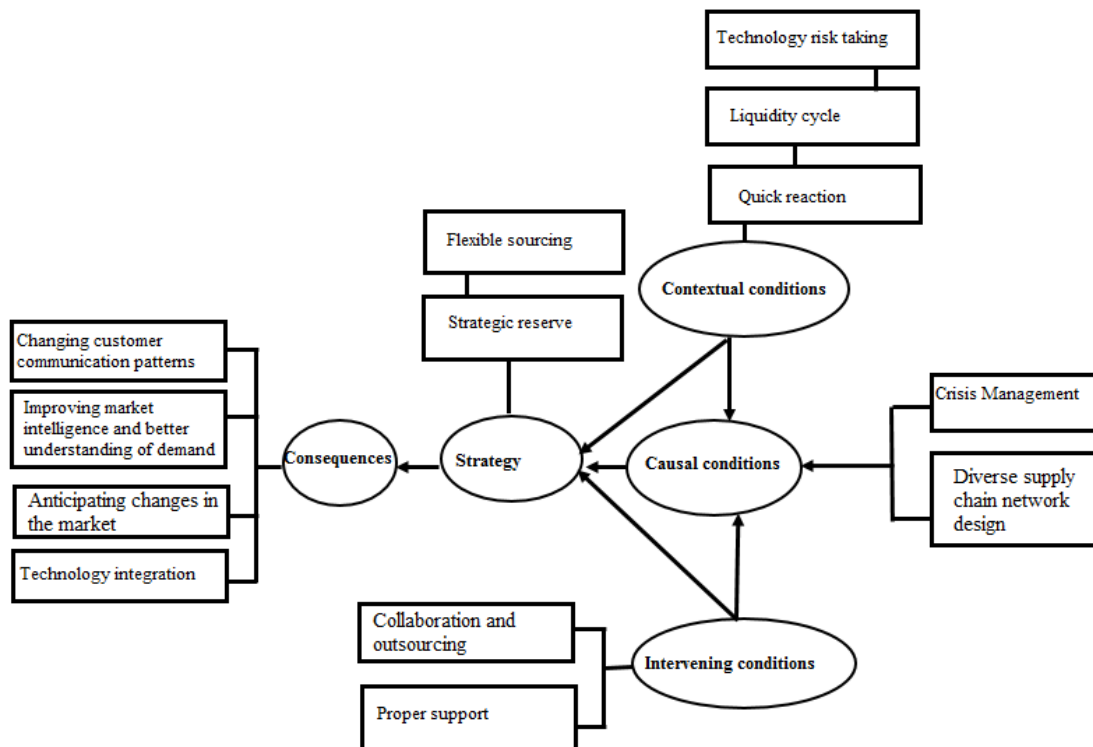 Technology risk taking
Liquidity cycle
Quick reaction
Flexible sourcing
Contextual conditions
Strategic reserve
Changing customer
communication patterns
Improving market
intelligence and better
understanding of demand
Crisis Management
Consequences
Strategy
Causal conditions
Diverse supply
chain network
design
Anticipating changes in
the market
Technology integration
Collaboration and
outsourcing
Intervening conditions
Proper support